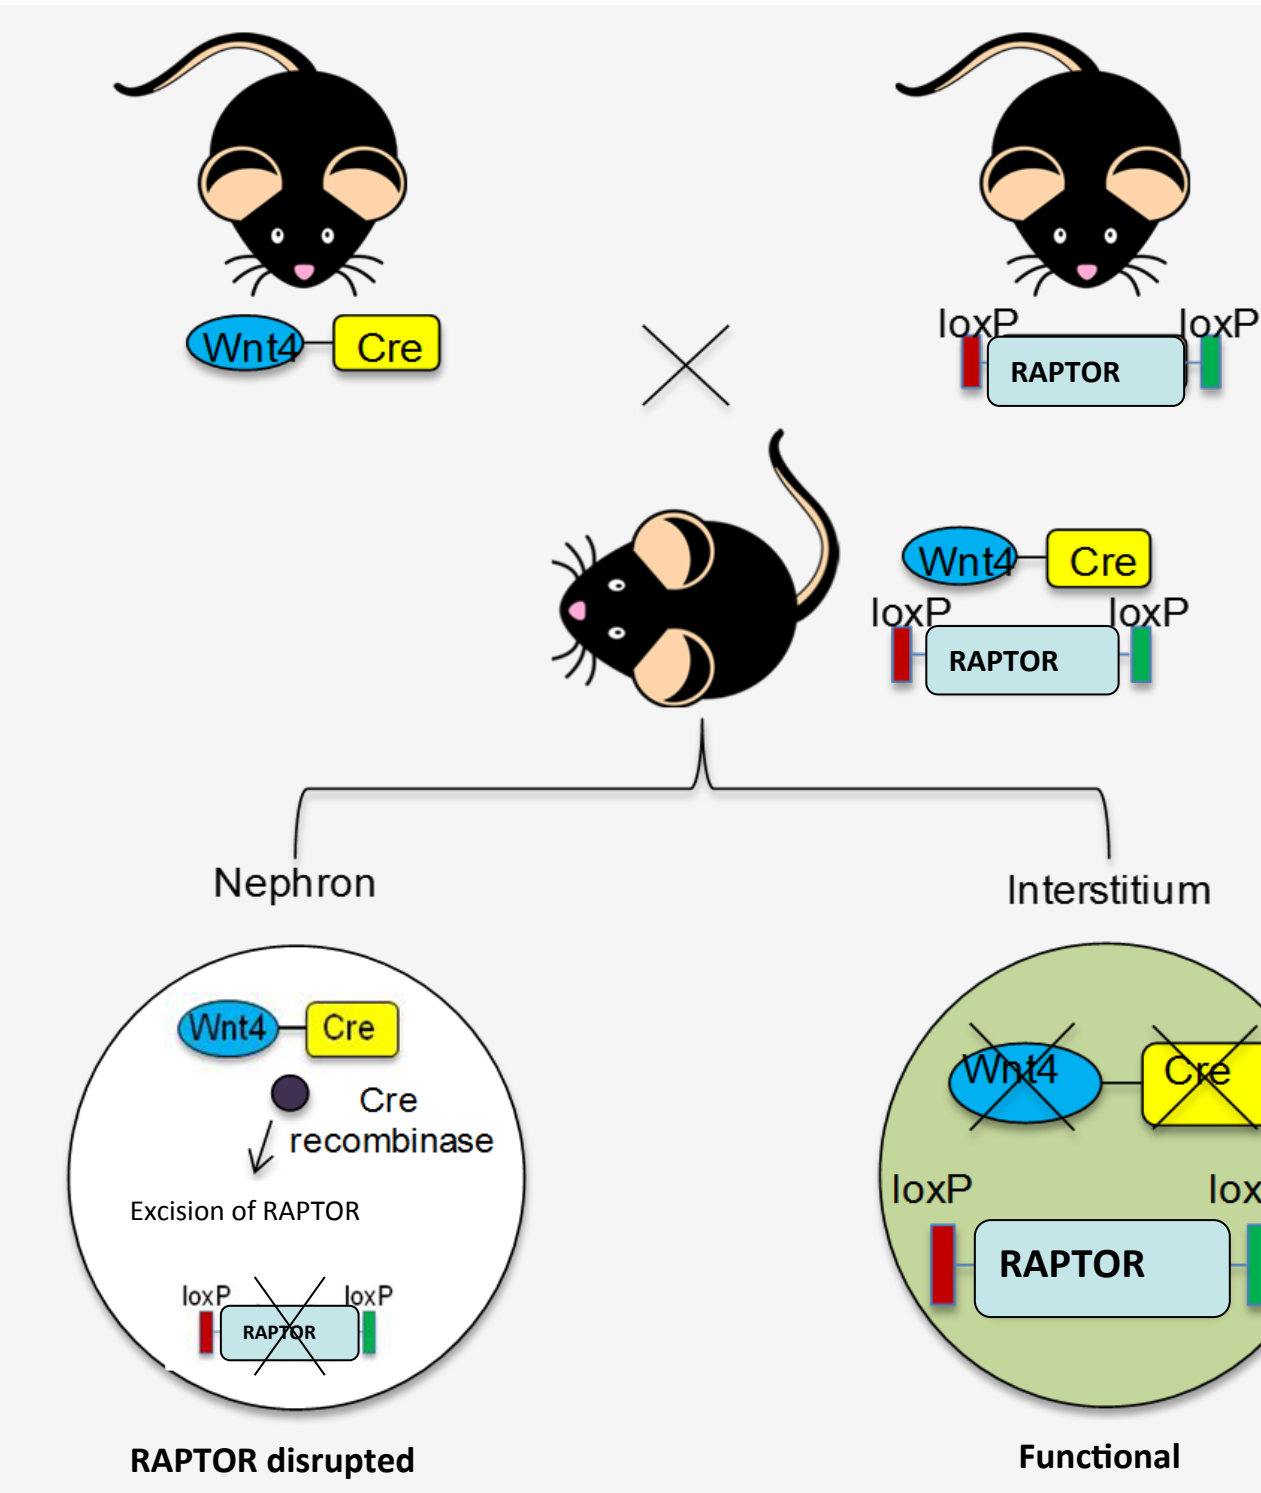 Wnt4 Cre
loxP loxP
RAPTOR
Wnt4 Cre
loxP loxP
RAPTOR
Nephron
Interstitium
Wnt4 Cre
Cre
recombinase
Excision of RAPTOR
loxP loxP
RAPTOR
RAPTOR disrupted
Wnt4 Cre
loxP lox
RAPTOR
Functional